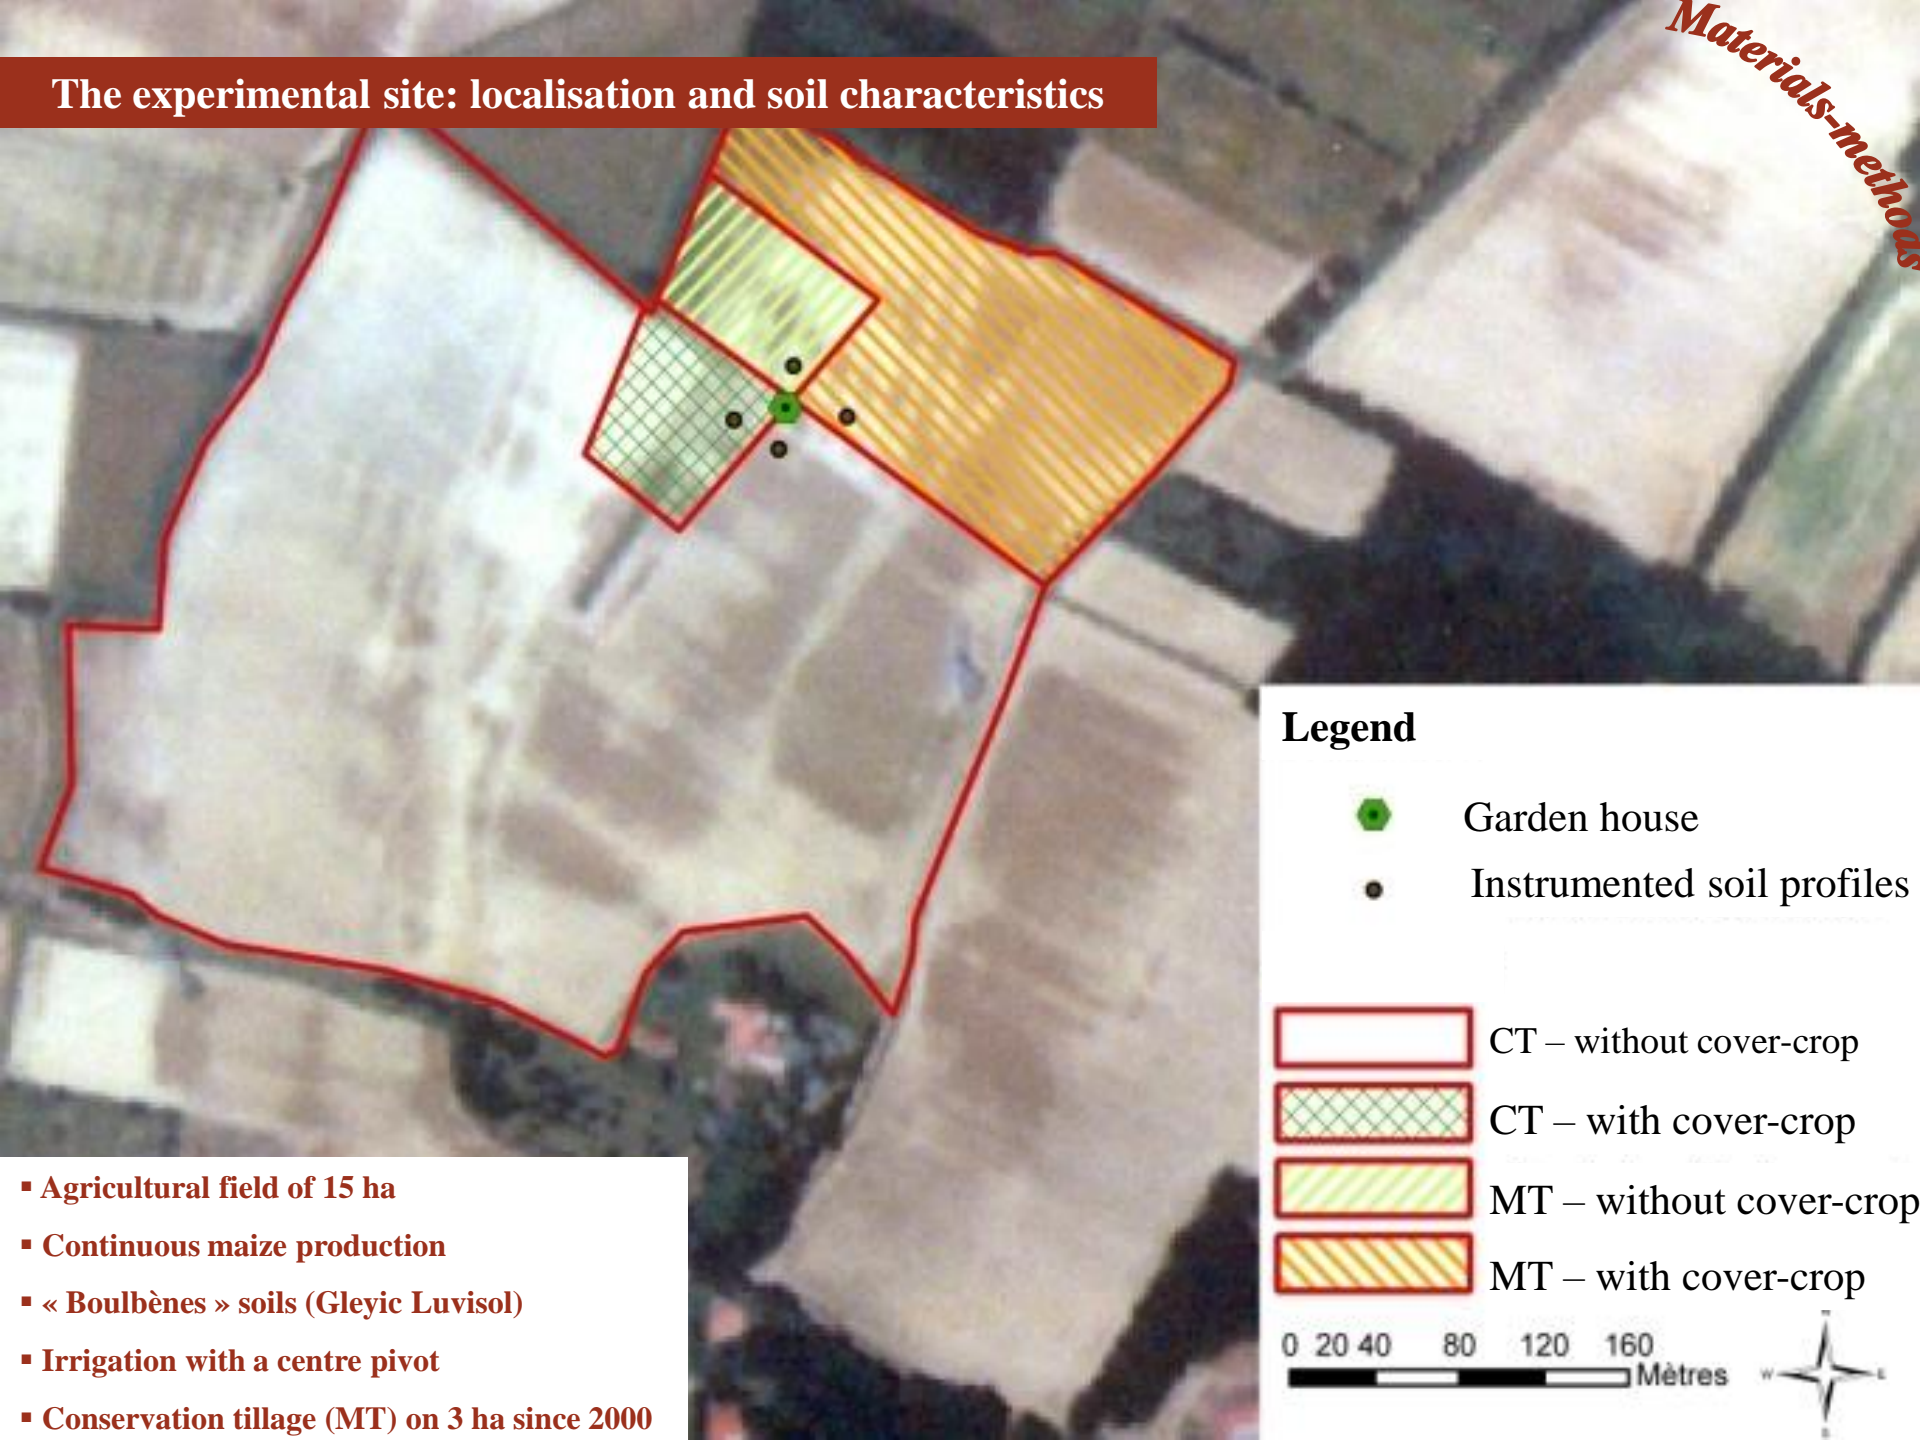 Materials-methods
The experimental site: localisation and soil characteristics
Legend
Garden house
Instrumented soil profiles
CT – without cover-crop
CT – with cover-crop
MT – without cover-crop
MT – with cover-crop
0 20 40 80 120 160
Mètres
N
W E
S
▪ Agricultural field of 15 ha
▪ Continuous maize production
▪ « Boulbènes » soils (Gleyic Luvisol)
▪ Irrigation with a centre pivot
▪ Conservation tillage (MT) on 3 ha since 2000